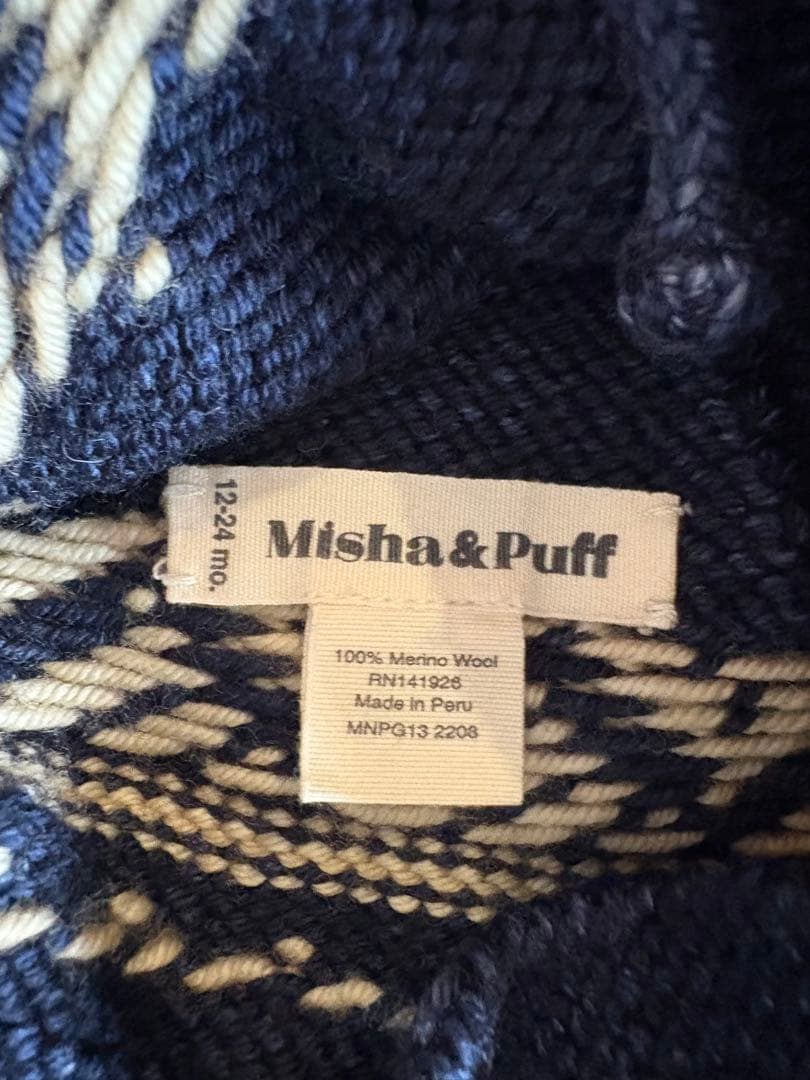 12-24 mo.
Misha&Puff
100% Merino Wool
RN141926
Made in Peru
MNPG13 2208